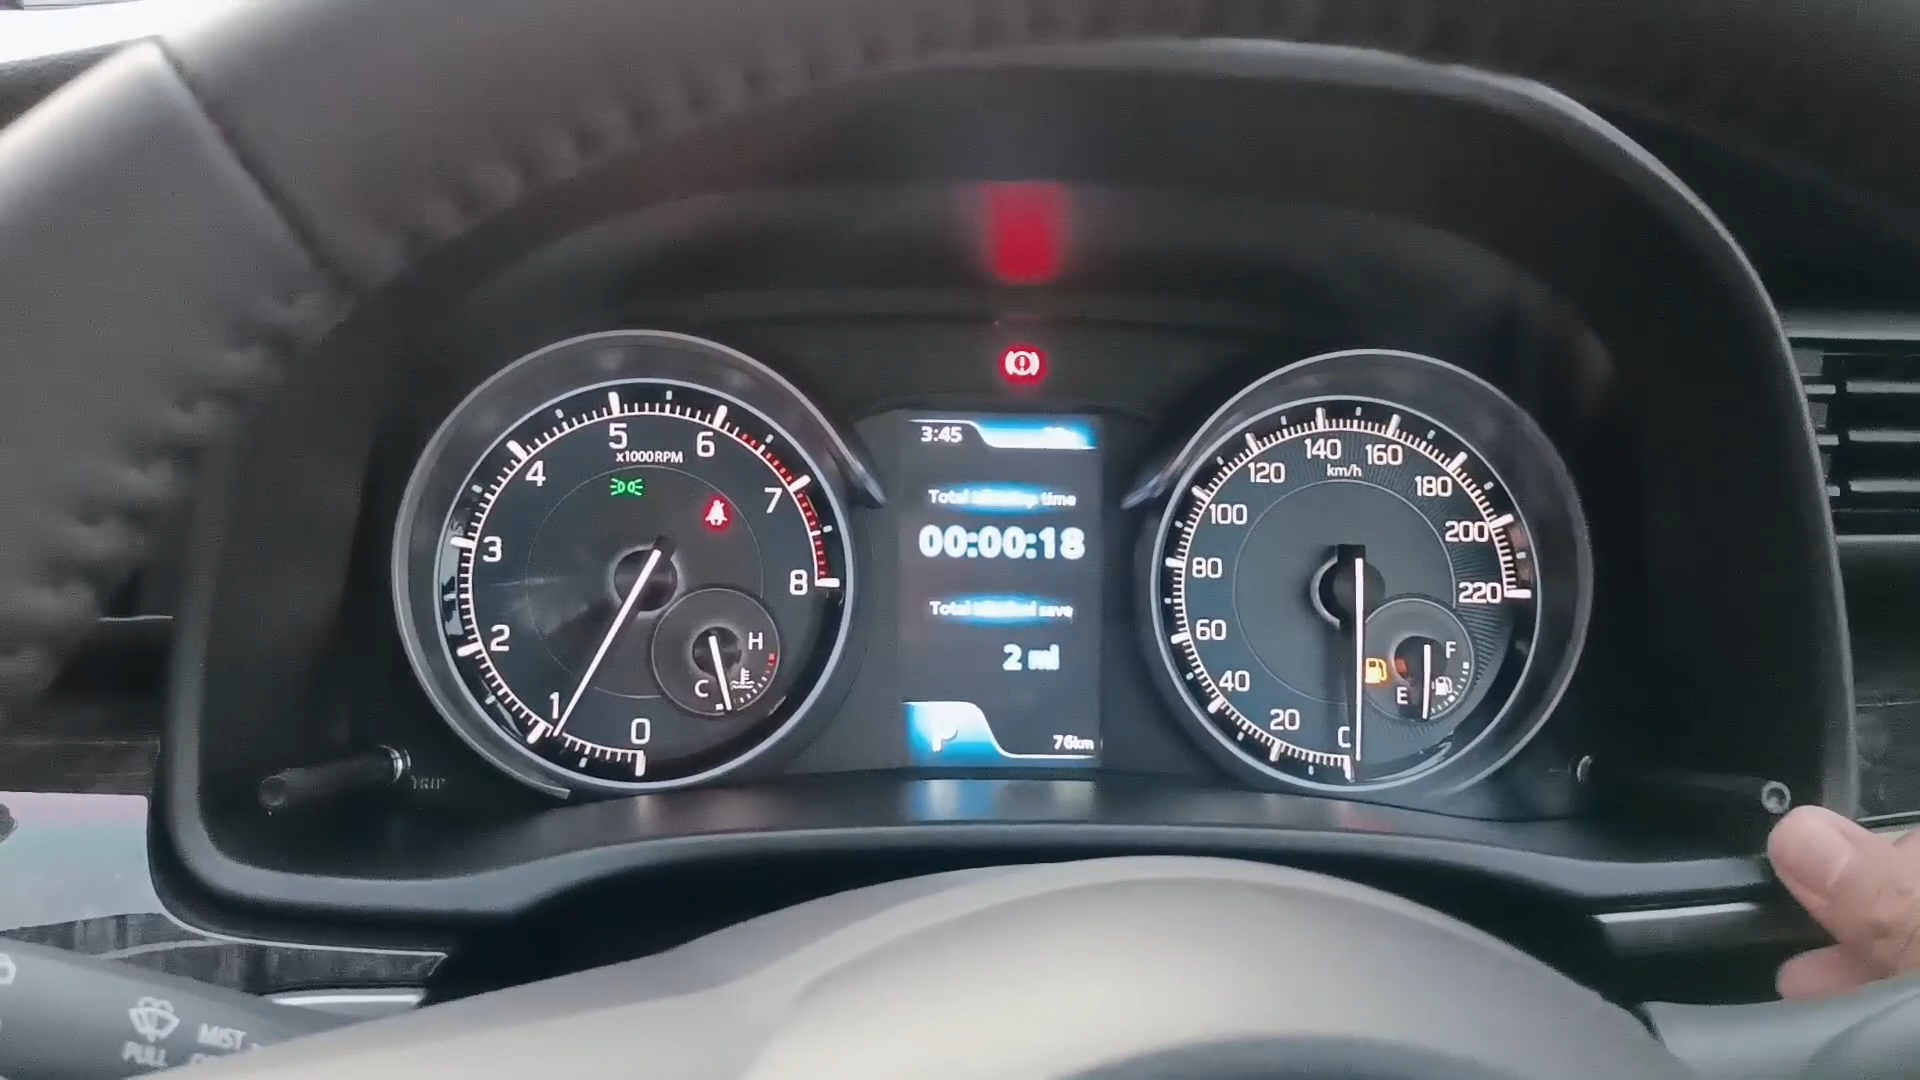 5
6
4
x1000RPM
7
3
8
2
H
C
1
0
TRIP
3:45
Total time
00:00:18
Total save
2 ml
P
76km
140
120
160
km/h
180
100
200
80
220
60
F
40
E
20
MIST
PULL